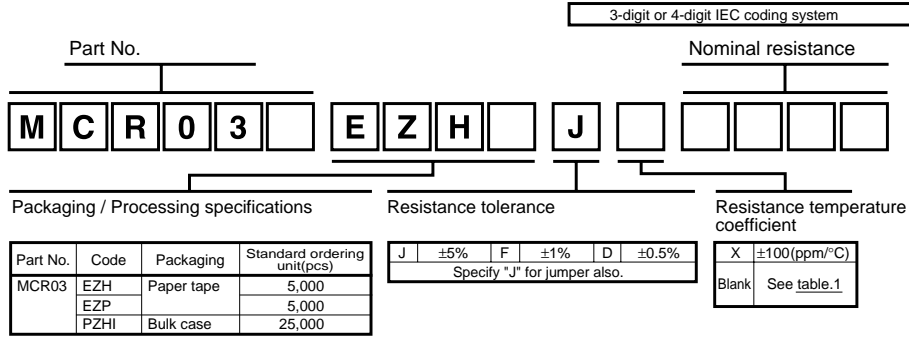 3-digit or 4-digit IEC coding system
Part No.
Nominal resistance
M C R 0 3 E Z H J
Packaging / Processing specifications
Resistance tolerance
Resistance temperature
coefficient
Part No. Code Packaging Standard ordering
unit(pcs)
MCR03 EZH Paper tape 5,000
EZP 5,000
PZHI Bulk case 25,000
J ±5% F ±1% D ±0.5%
Specify "J" for jumper also.
X ±100(ppm/°C)
Blank See table.1